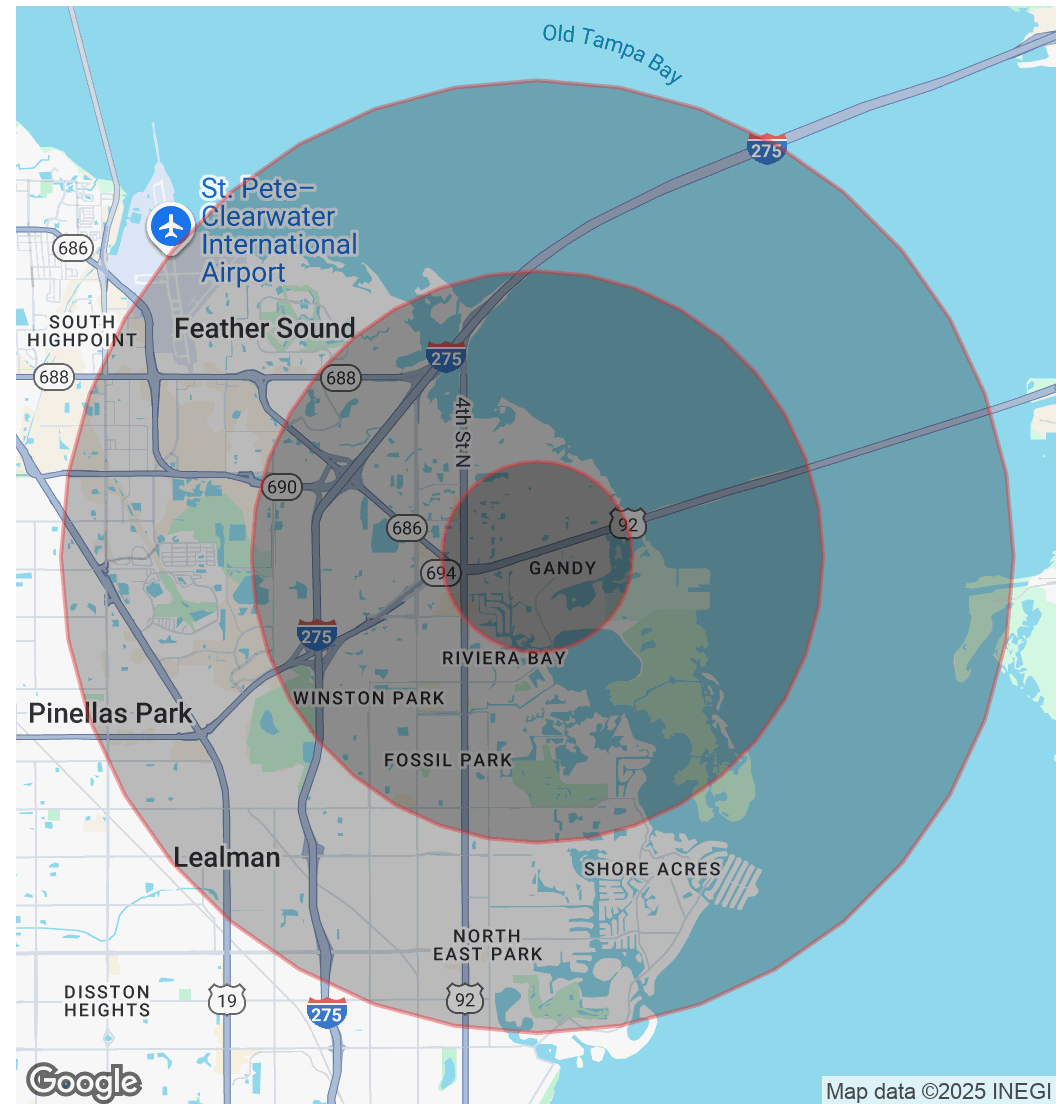 Old Tampa Bay
275
St. Pete–
Clearwater
International
Airport
686
SOUTH
HIGHPOINT
Feather Sound
275
688
688
4th St N
690
686
92
694
GANDY
275
RIVIERA BAY
WINSTON PARK
Pinellas Park
FOSSIL PARK
Lealman
SHORE ACRES
NORTH
EAST PARK
DISSTON
HEIGHTS
19
92
275
Google
Map data ©2025 INEGI